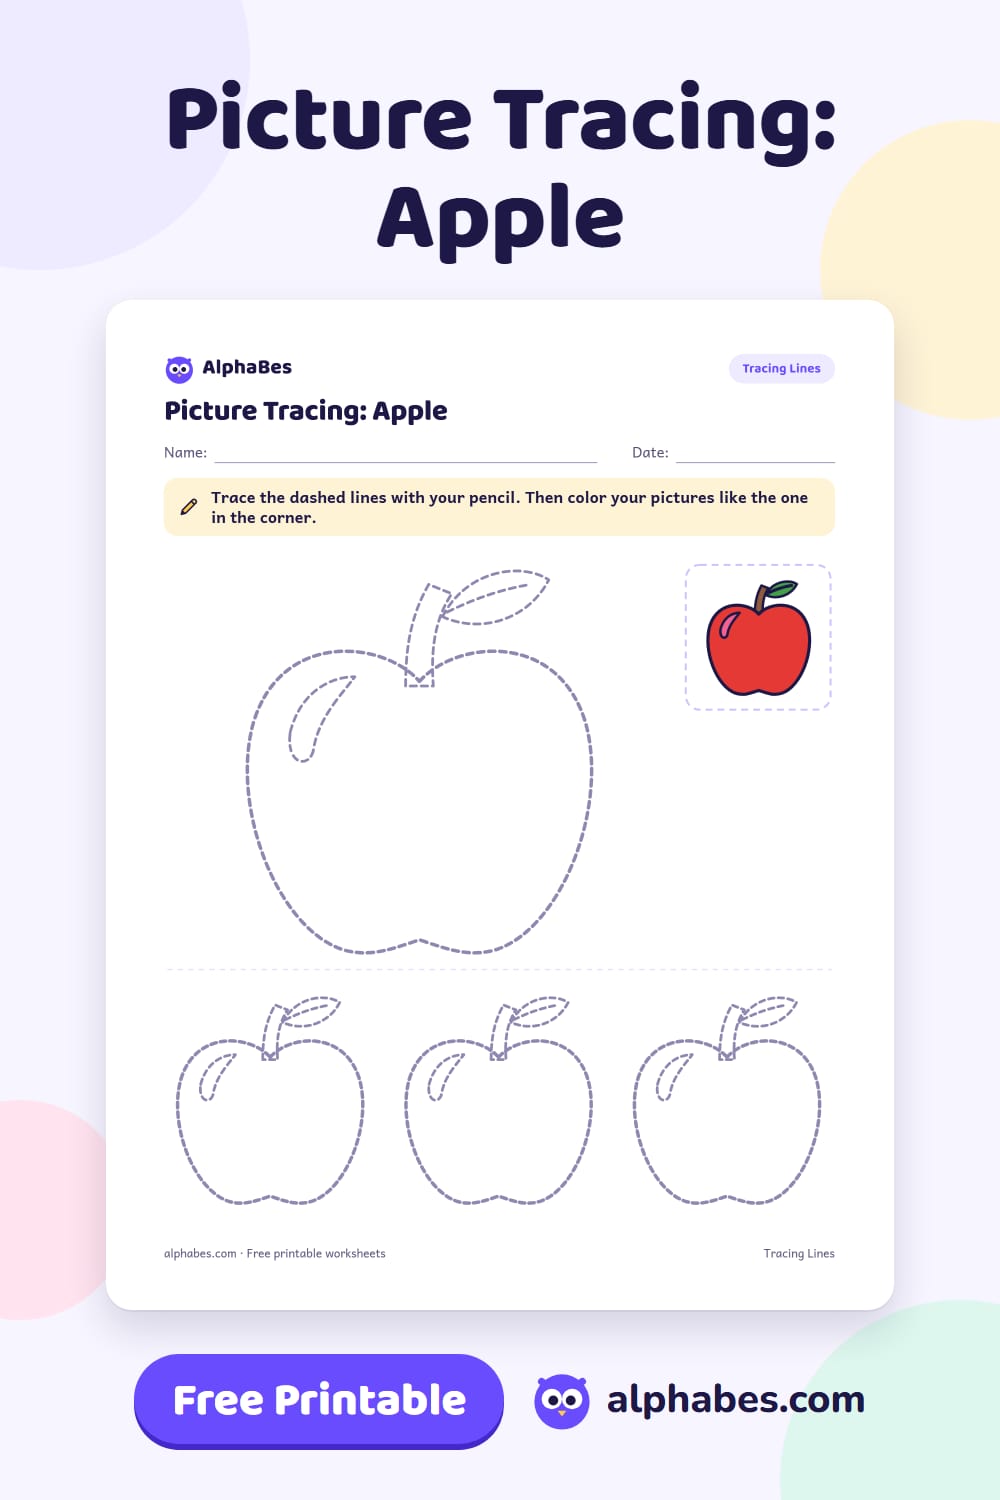 Picture Tracing:
Apple
AlphaBes
Tracing Lines
Picture Tracing: Apple
Name:
Date:
Trace the dashed lines with your pencil. Then color your pictures like the one
in the corner.
alphabes.com · Free printable worksheets
Tracing Lines
Free Printable
alphabes.com